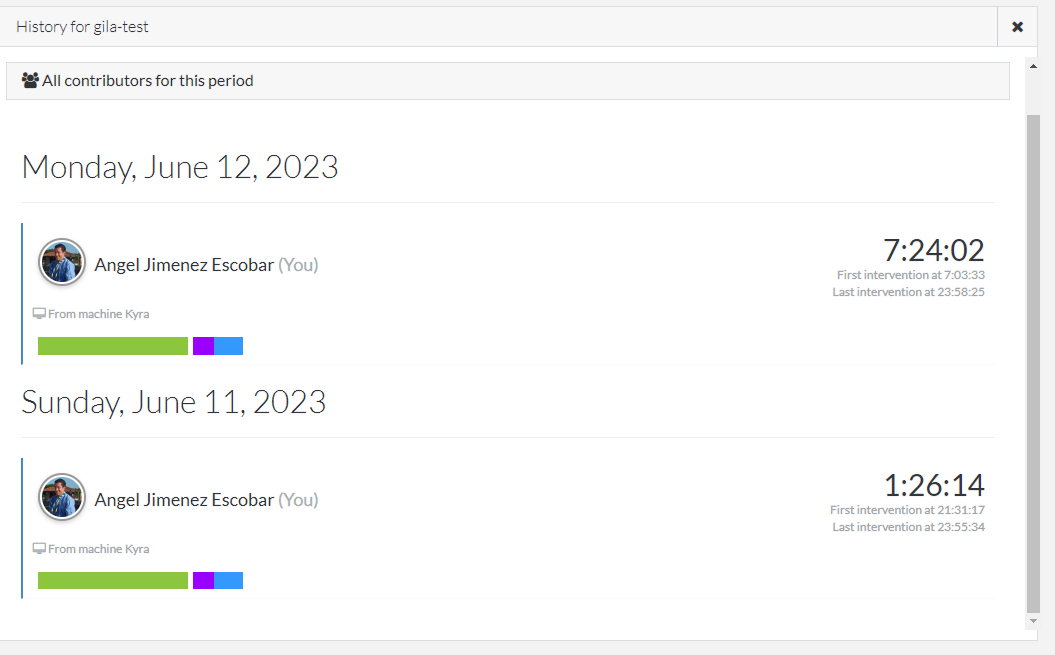 History for gila-test
All contributors for this period
Monday, June 12, 2023
Angel Jimenez Escobar (You)
7:24:02
First intervention at 7:03:33
Last intervention at 23:58:25
From machine Kyra
Sunday, June 11, 2023
Angel Jimenez Escobar (You)
1:26:14
First intervention at 21:31:17
Last intervention at 23:55:34
From machine Kyra